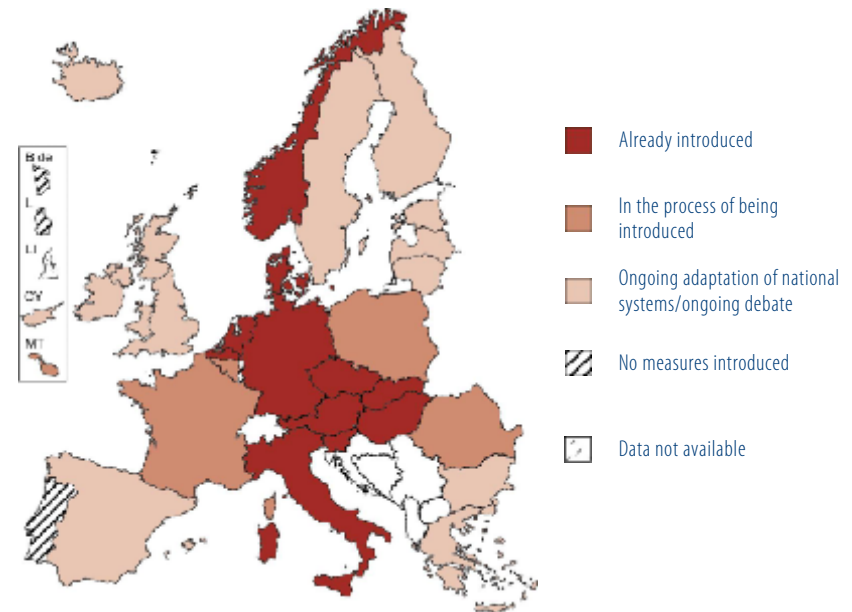 B de
L
LI
CY
MT
Already introduced
In the process of being
introduced
Ongoing adaptation of national
systems/ongoing debate
No measures introduced
Data not available